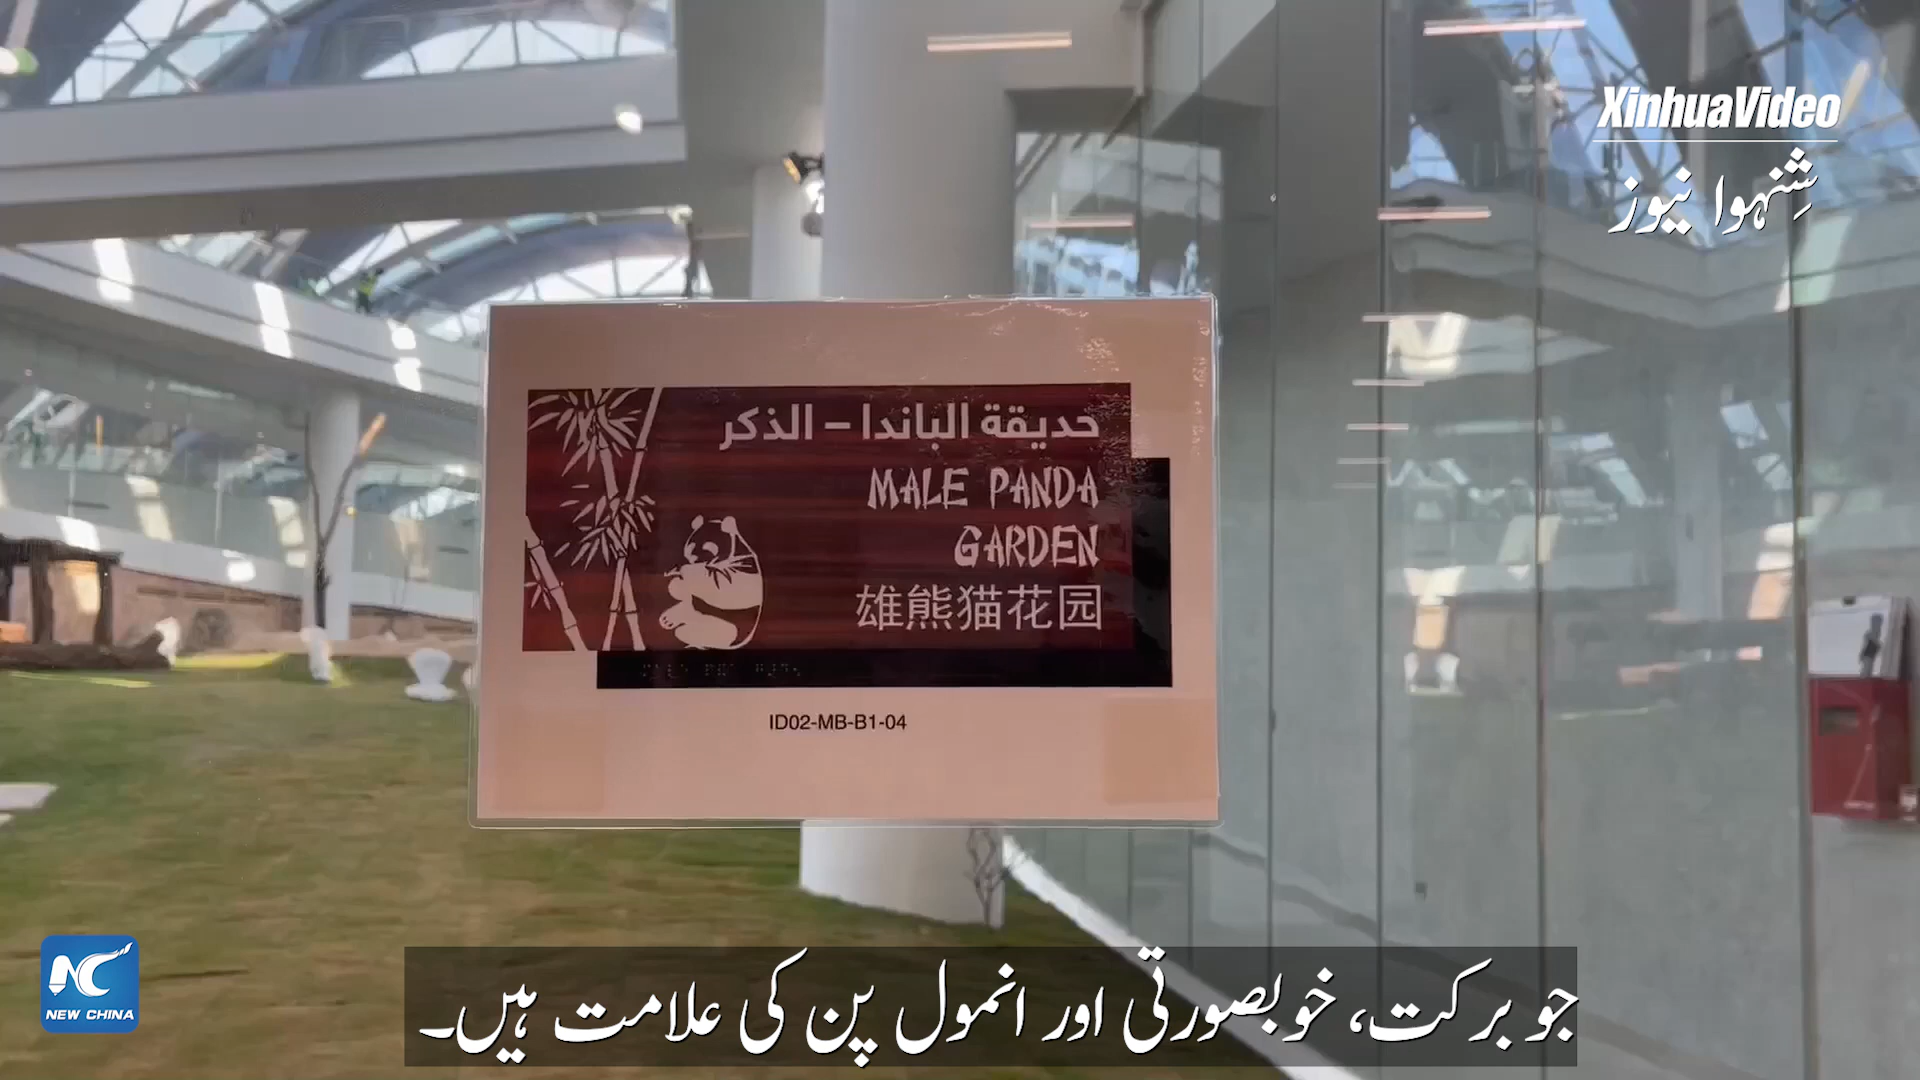 XinhuaVideo
شِنہوا نیوز
حديقة الباندا – الذكر
MALE PANDA
GARDEN
雄熊猫花园
ID02-MB-B1-04
NEW CHINA
جو برکت، خوبصورتی اور انمول پن کی علامت ہیں۔